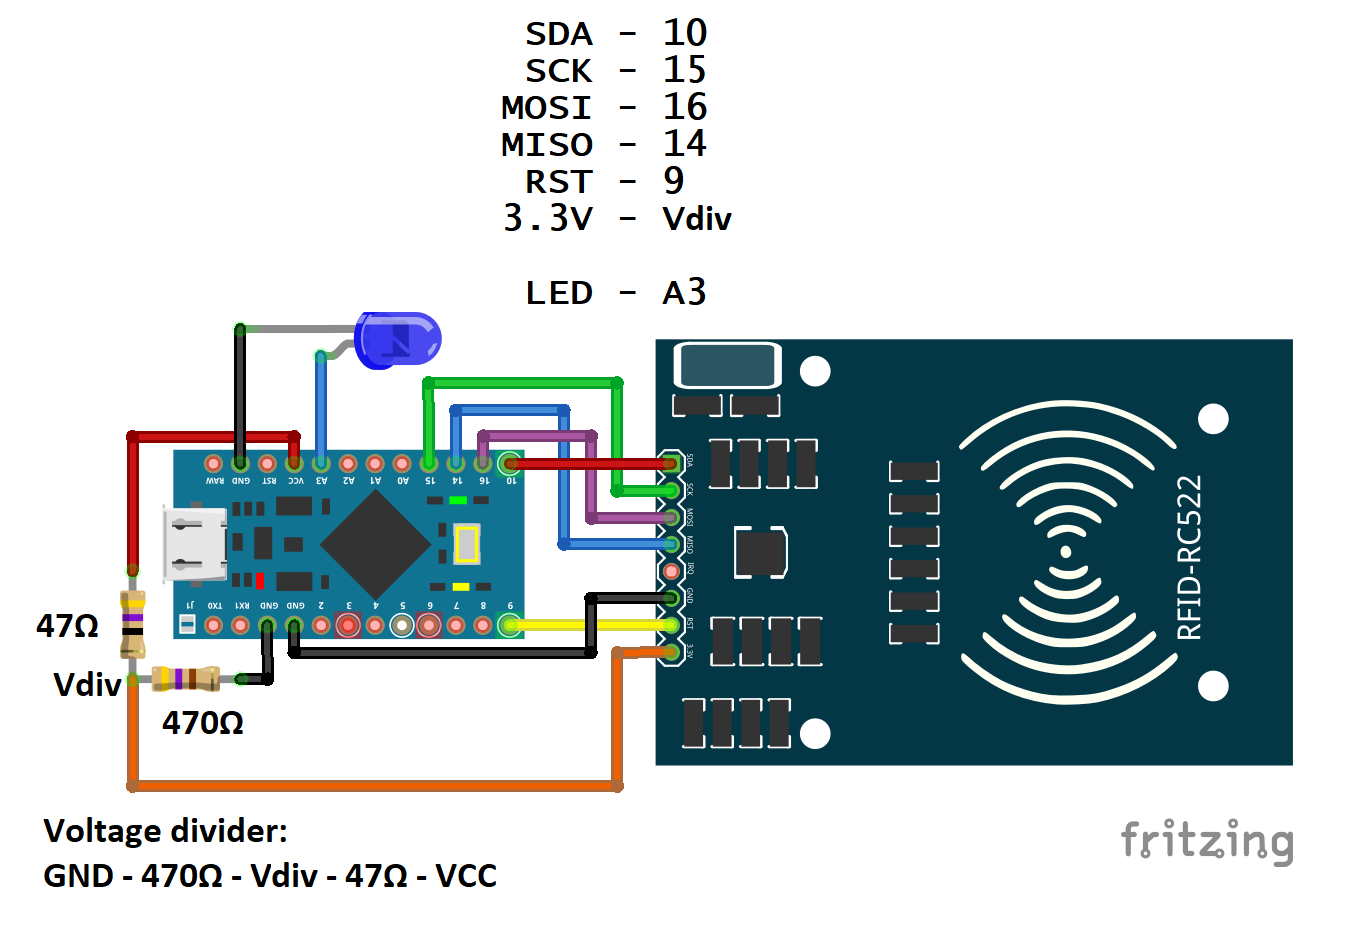 SDA - 10
SCK - 15
MOSI - 16
MISO - 14
RST - 9
3.3V - Vdiv
LED - A3
RAW GND RST VCC A3 A2 A1 A0 15 14 16 10
J1 TXO RX1 GND GND 2 3 4 5 6 7 8 9
SDA
SCK
MOSI
MISO
IRQ
GND
RST
3.3V
RFID-RC522
47Ω
Vdiv
470Ω
Voltage divider:
GND - 470Ω - Vdiv - 47Ω - VCC
fritzing